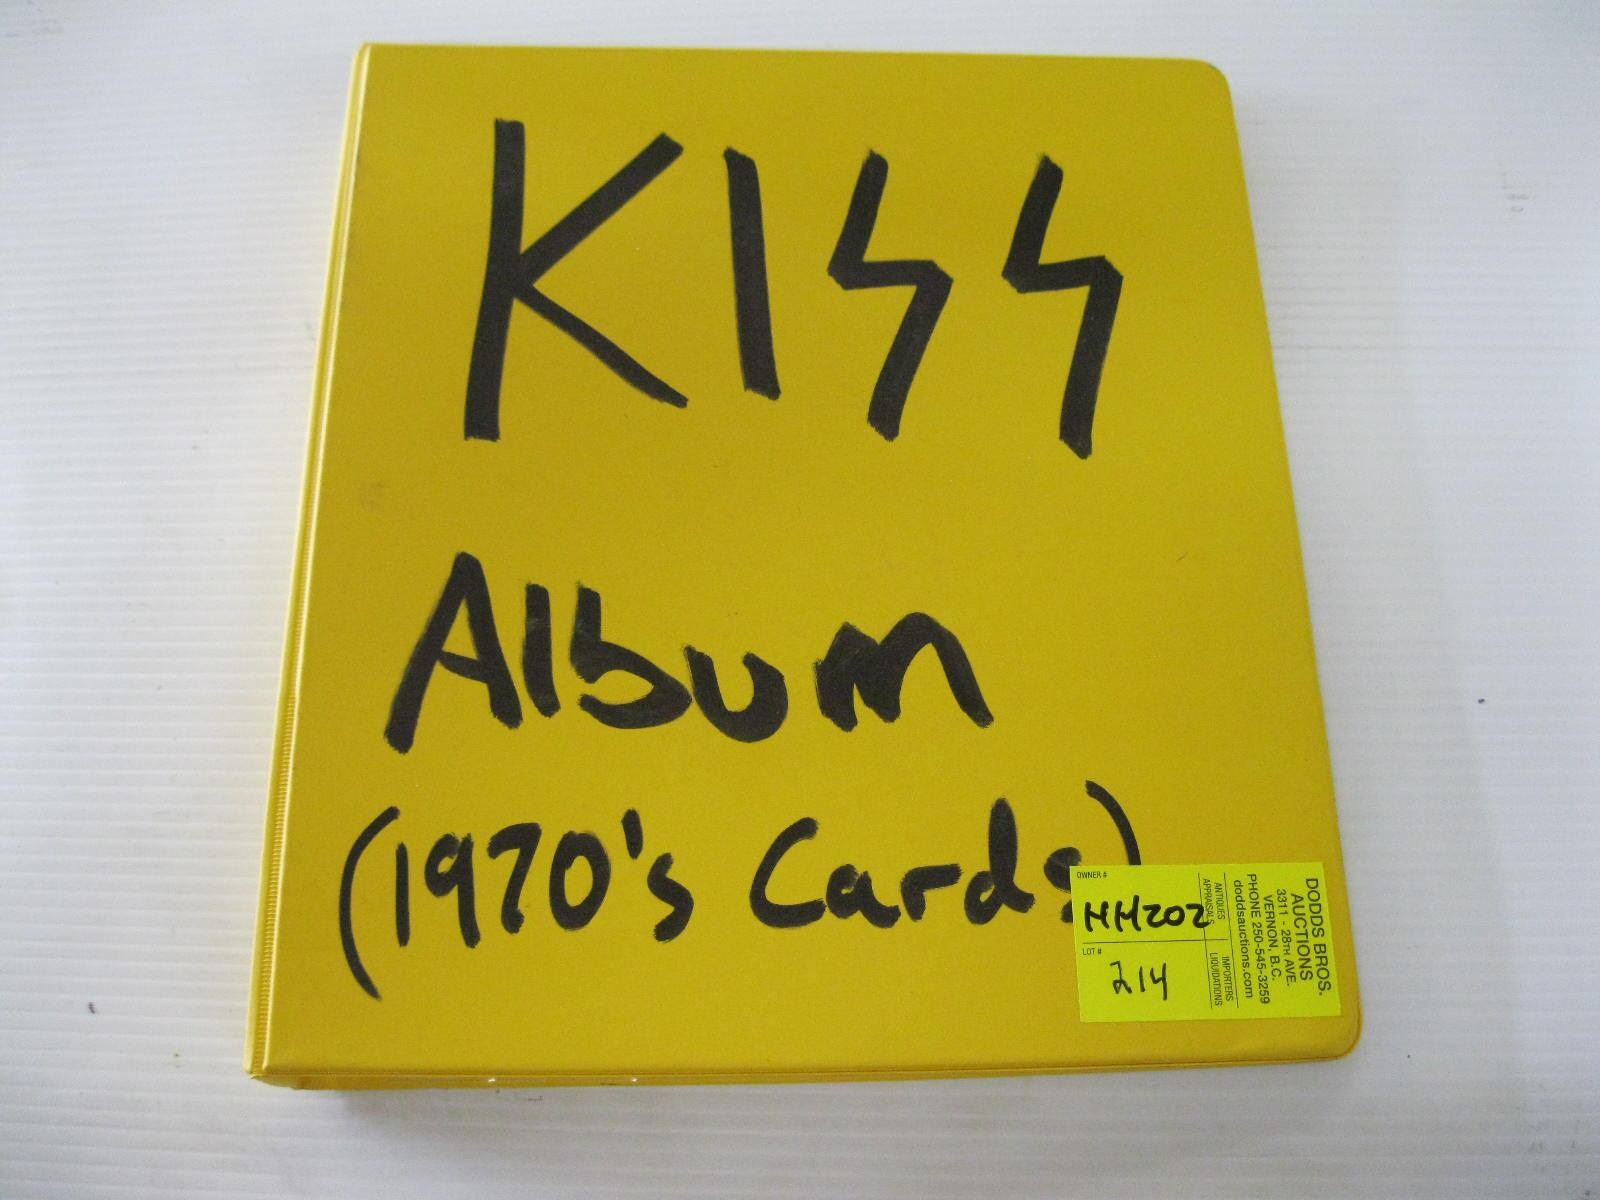 KISS
Album
(1970's Cards)
OWNER #
HH202
LOT #
214
ANTIQUES
APPRAISALS
IMPORTERS
LIQUIDATIONS
DODDS BROS.
AUCTIONS
3311 - 28TH AVE.
VERNON, B.C.
PHONE 250-545-3259
doddsauctions.com